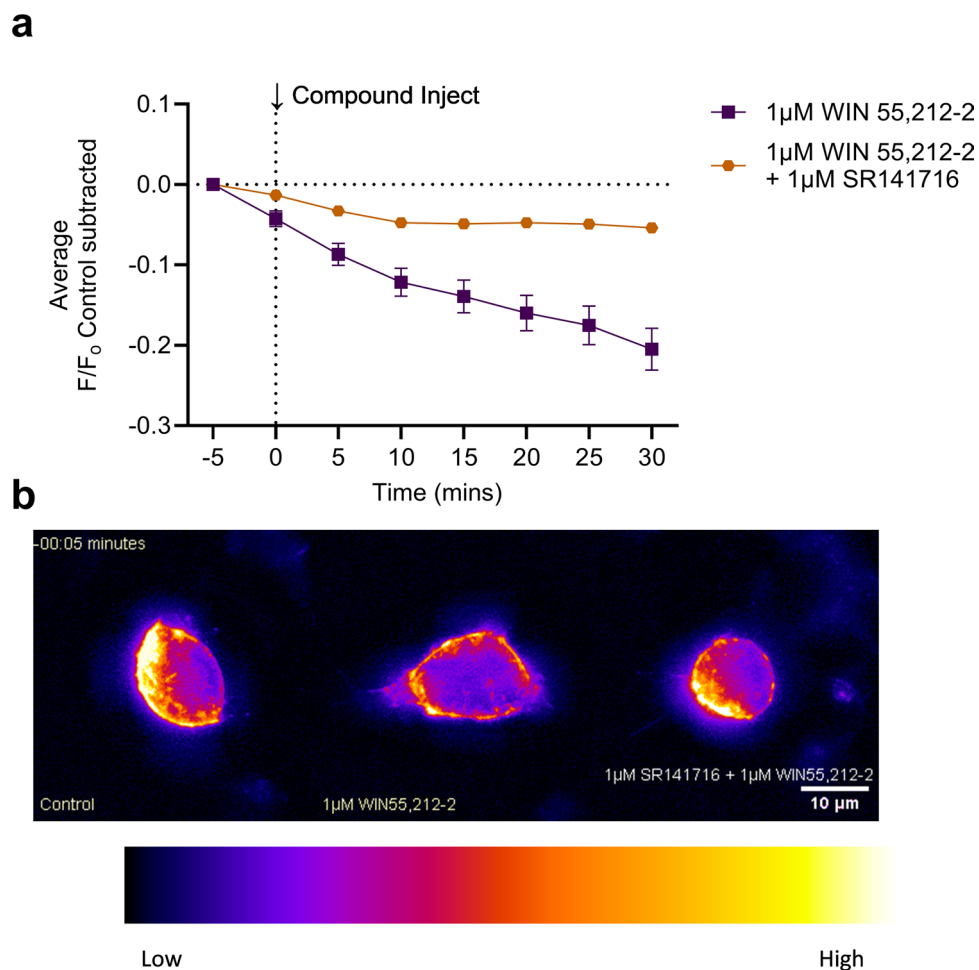 a
↓ Compound Inject
0.1
0.0
-0.1
-0.2
-0.3
Average
F/F₀ Control subtracted
-5 0 5 10 15 20 25 30
Time (mins)
1µM WIN 55,212-2
1µM WIN 55,212-2
+ 1µM SR141716
b
-00:05 minutes
Control
1µM WIN55,212-2
1µM SR141716 + 1µM WIN55,212-2
10 µm
Low
High